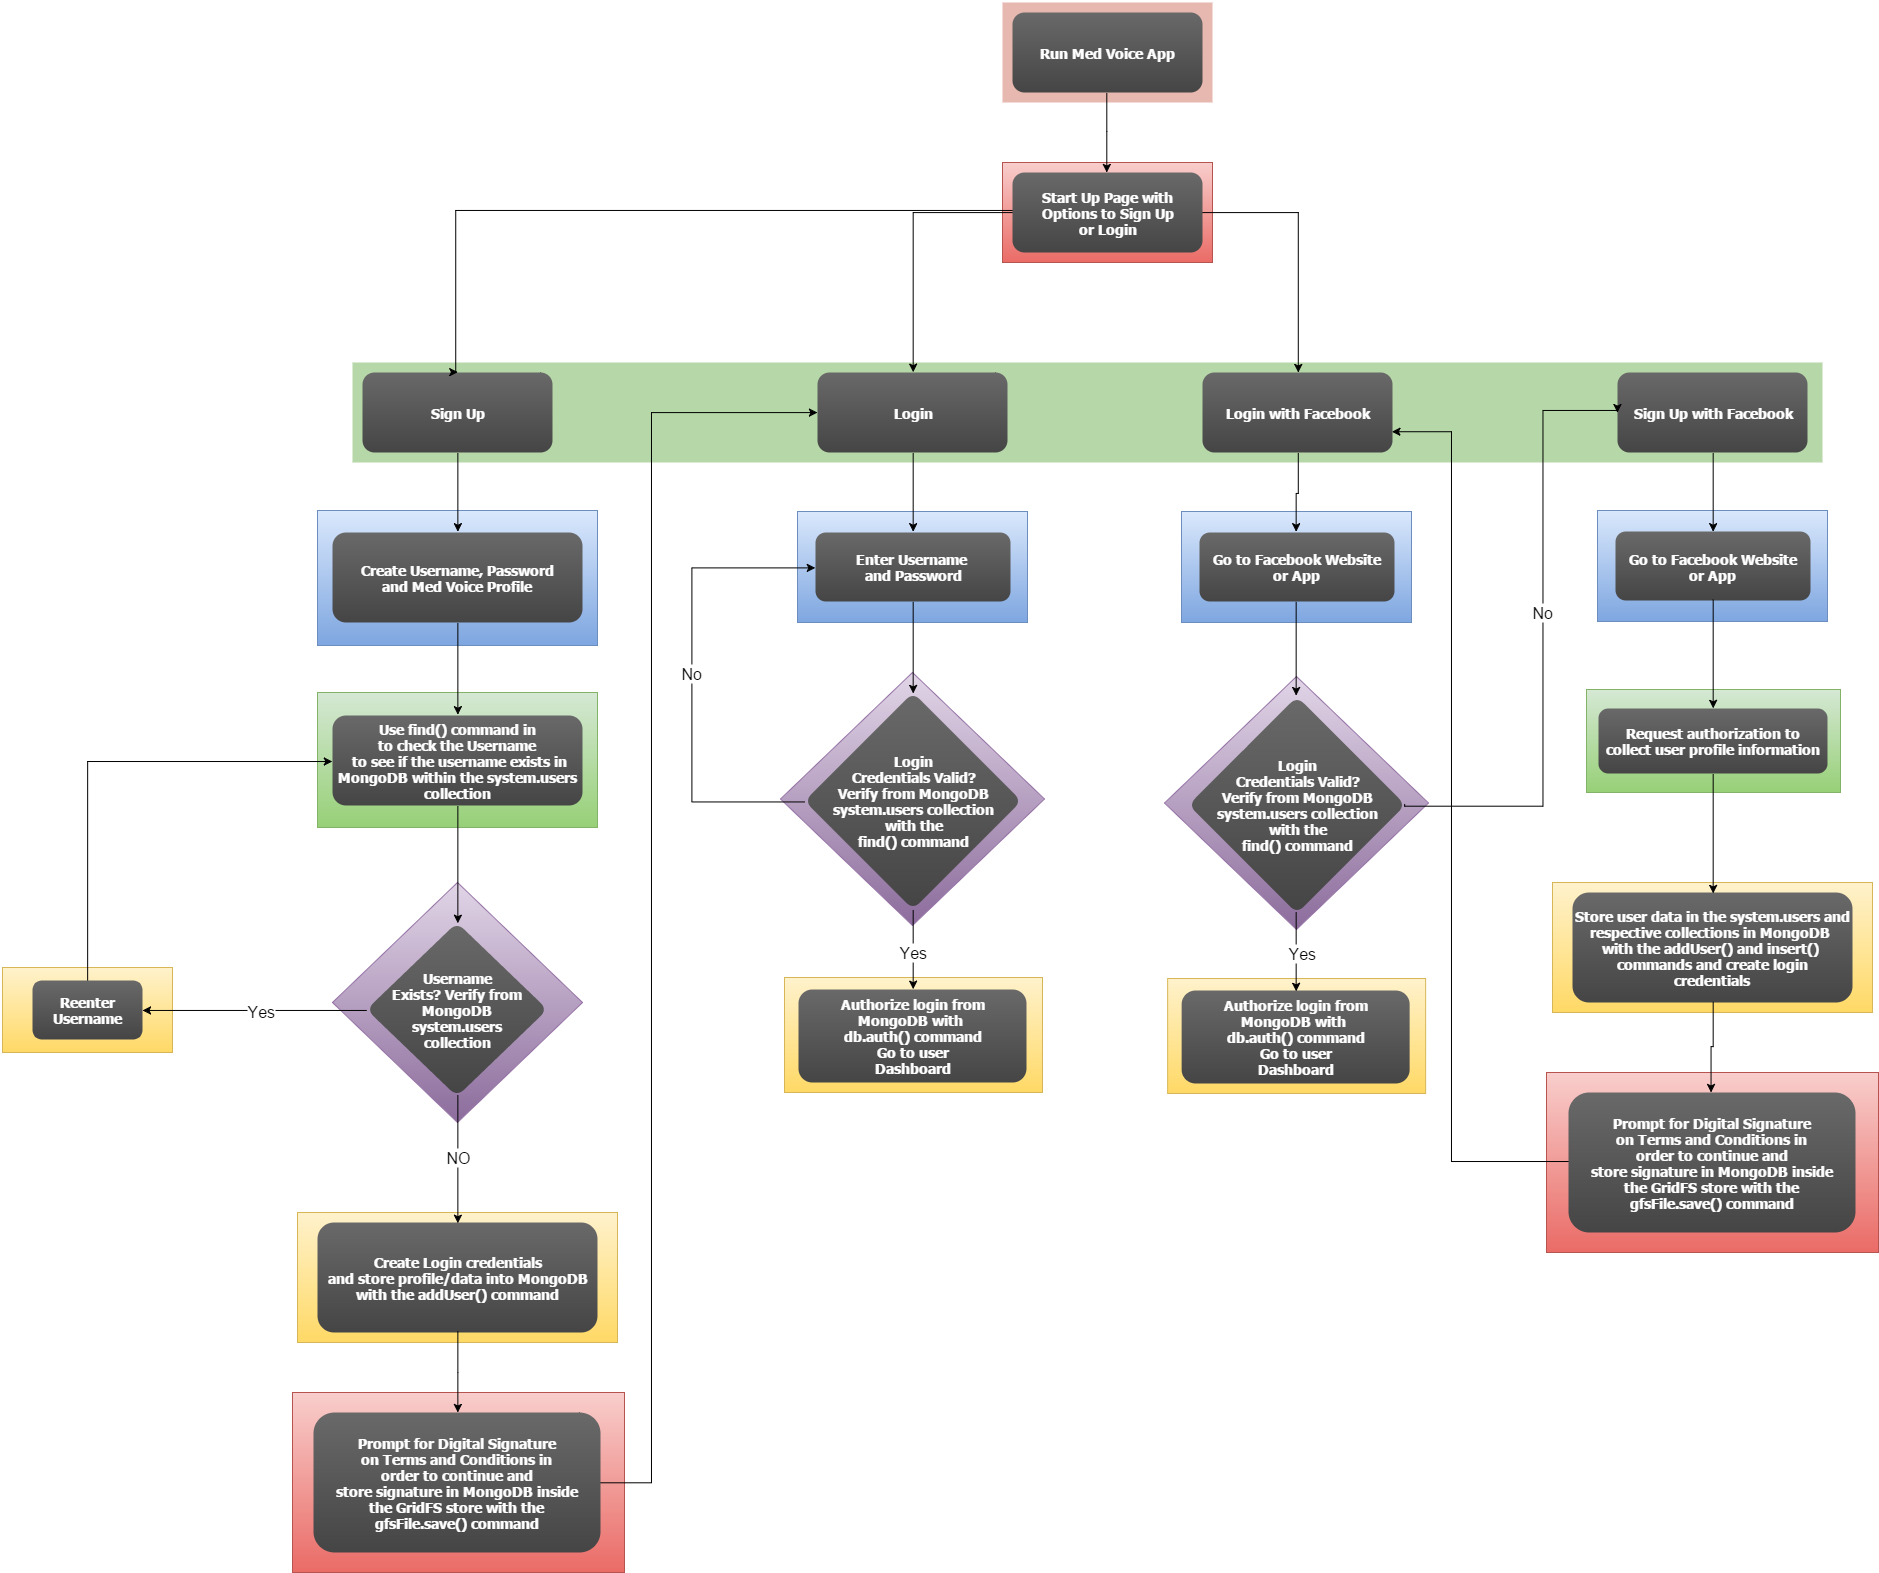 Run Med Voice App
Start Up Page with
Options to Sign Up
or Login
Sign Up
Login
Login with Facebook
Sign Up with Facebook
Create Username, Password
and Med Voice Profile
Enter Username
and Password
Go to Facebook Website
or App
Go to Facebook Website
or App
No
No
Use find() command in
to check the Username
to see if the username exists in
MongoDB within the system.users
collection
Login
Credentials Valid?
Verify from MongoDB
system.users collection
with the
find() command
Login
Credentials Valid?
Verify from MongoDB
system.users collection
with the
find() command
Request authorization to
collect user profile information
Reenter
Username
Yes
Username
Exists? Verify from
MongoDB
system.users
collection
Yes
Authorize login from
MongoDB with
db.auth() command
Go to user
Dashboard
Yes
Authorize login from
MongoDB with
db.auth() command
Go to user
Dashboard
Store user data in the system.users and
respective collections in MongoDB
with the addUser() and insert()
commands and create login
credentials
NO
Prompt for Digital Signature
on Terms and Conditions in
order to continue and
store signature in MongoDB inside
the GridFS store with the
gfsFile.save() command
Create Login credentials
and store profile/data into MongoDB
with the addUser() command
Prompt for Digital Signature
on Terms and Conditions in
order to continue and
store signature in MongoDB inside
the GridFS store with the
gfsFile.save() command